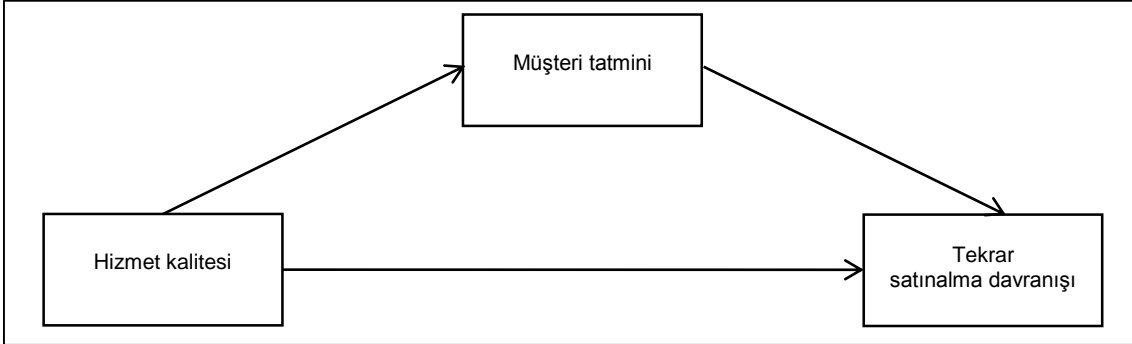 Müşteri tatmini
Hizmet kalitesi
Tekrar
satınalma davranışı